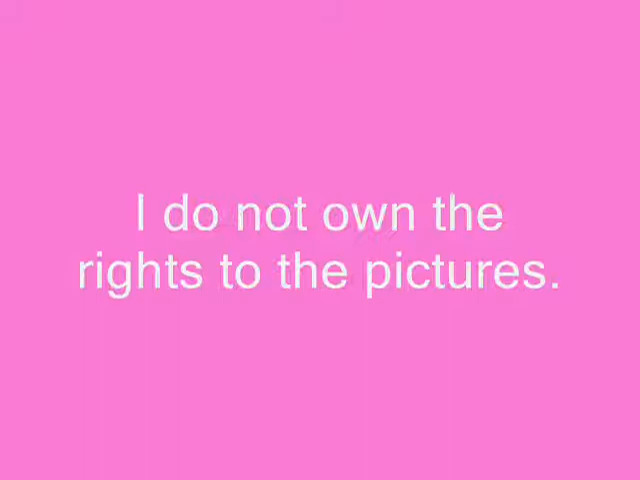 I do not own the
rights to the pictures.